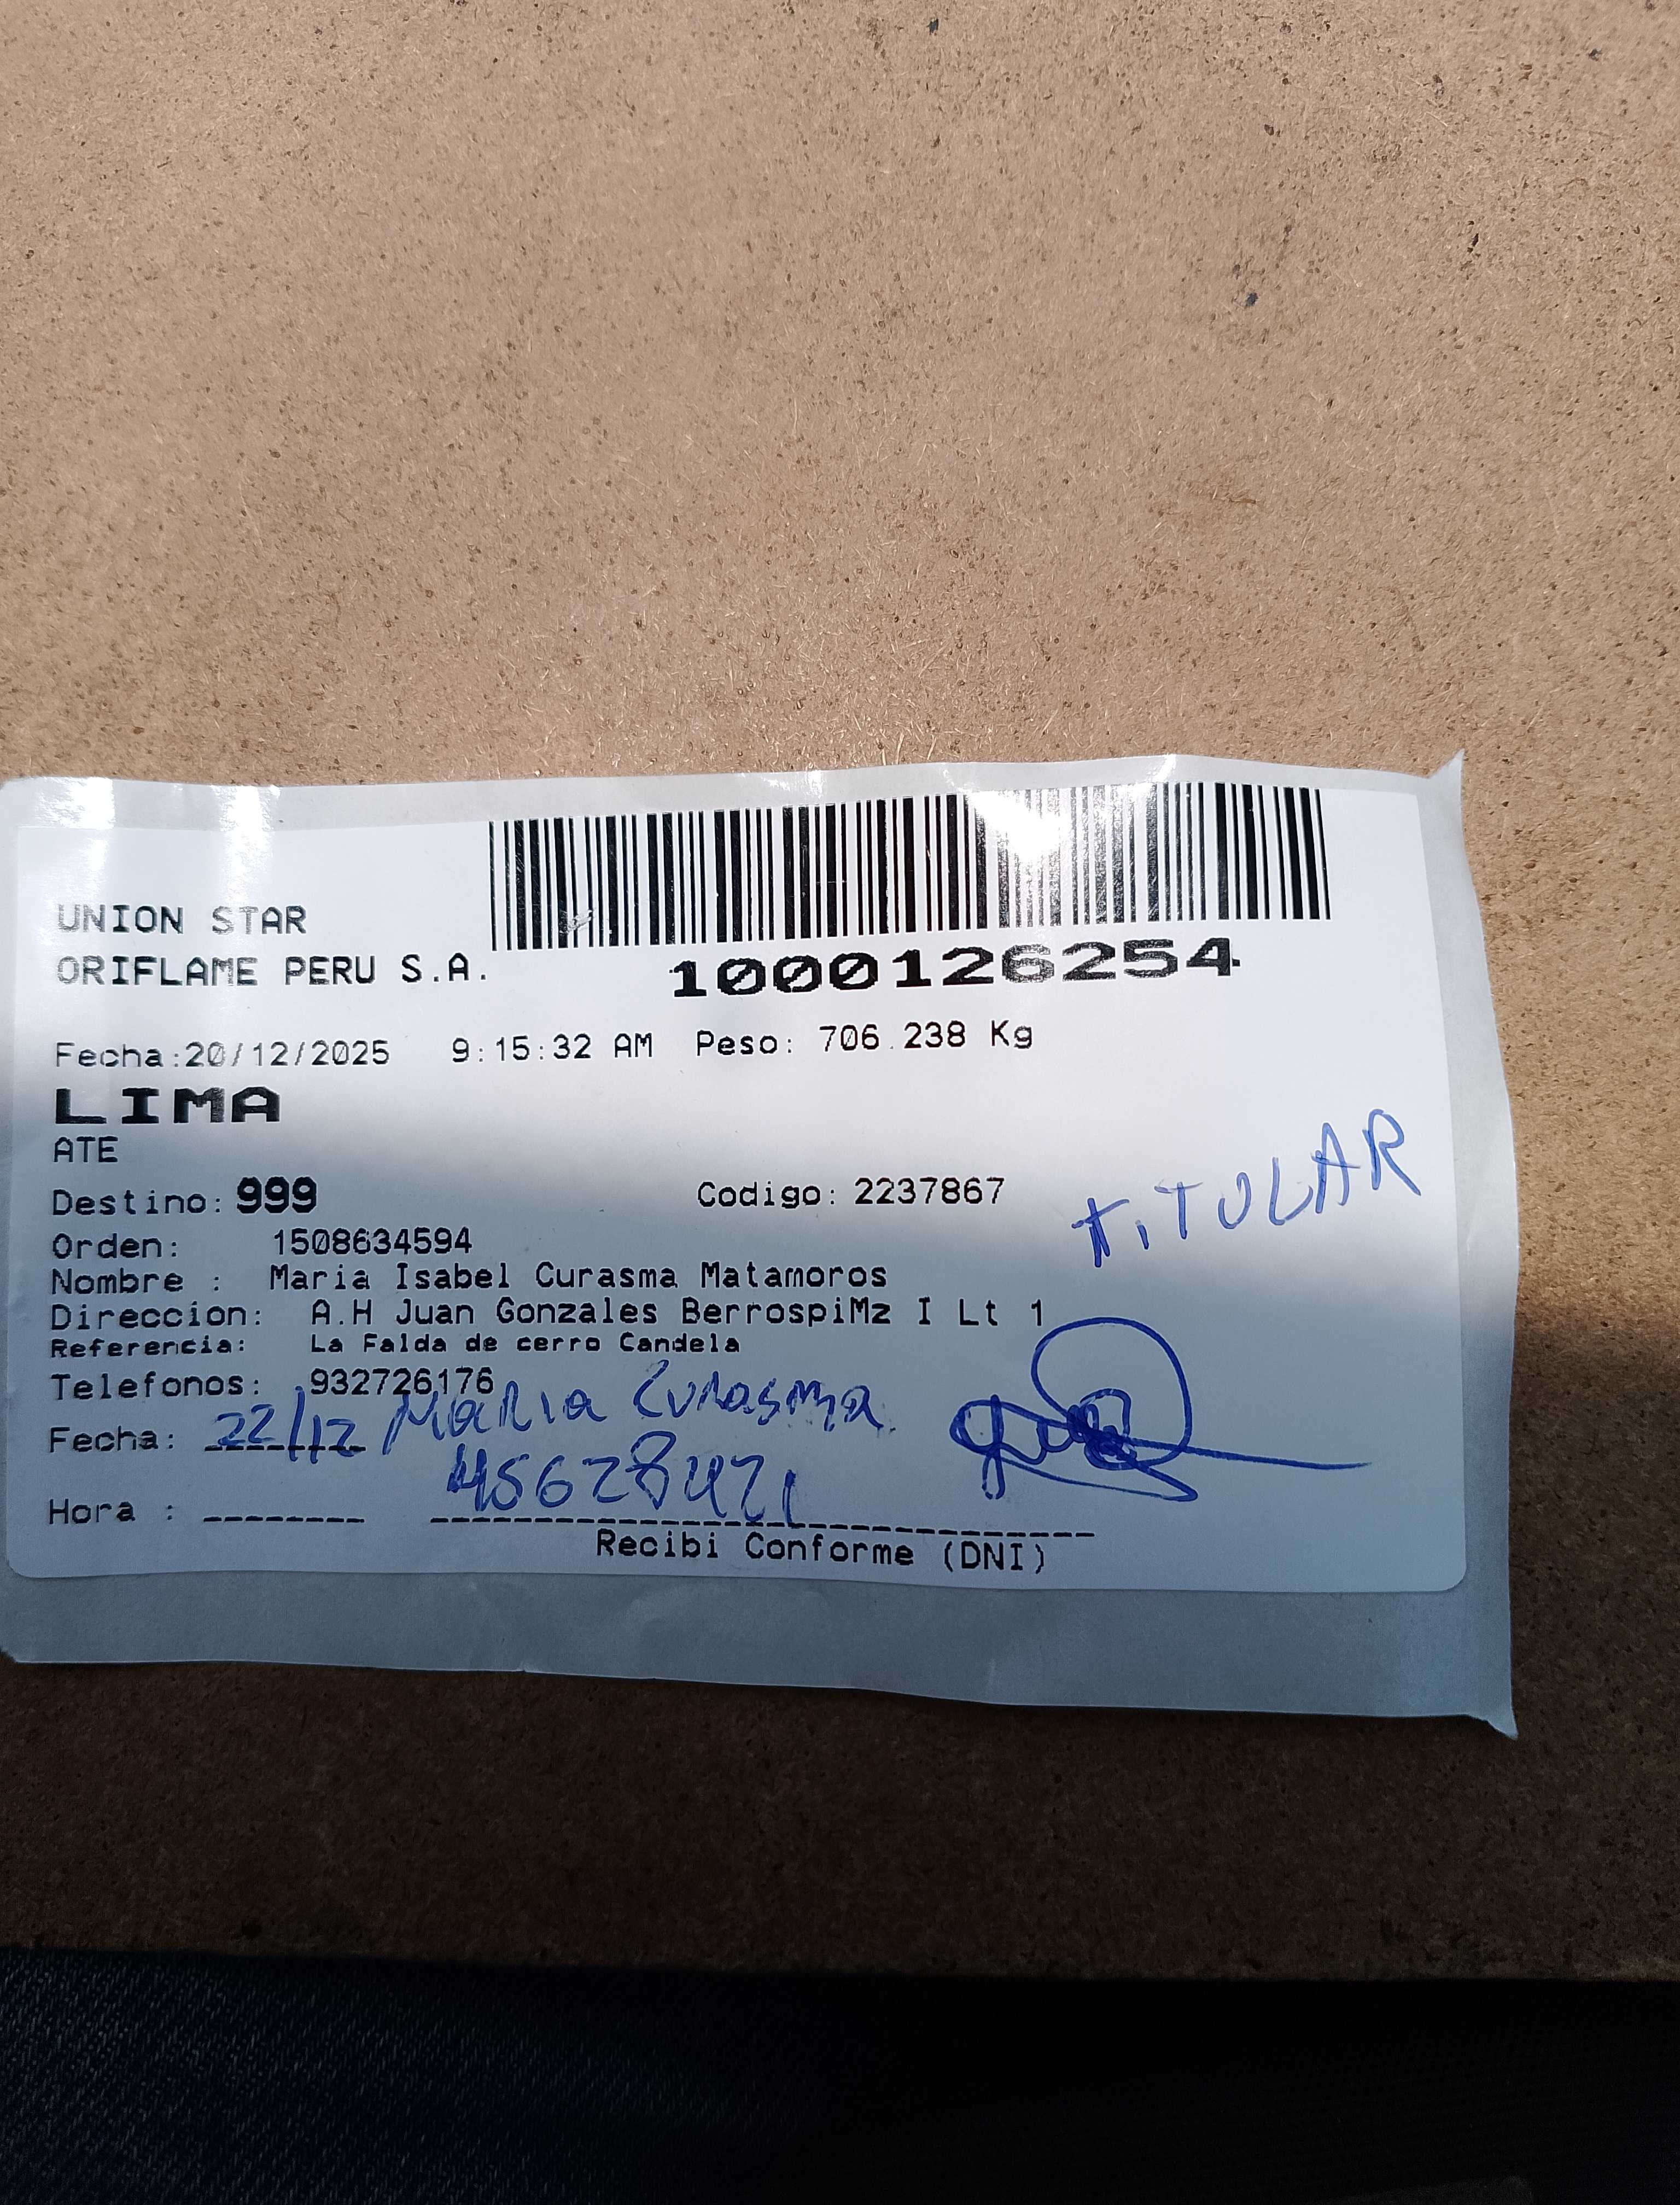 UNION STAR
ORIFLAME PERU S.A.
1000126254
Fecha:20/12/2025 9:15:32 AM Peso: 706.238 Kg
LIMA
ATE
Destino: 999 Codigo: 2237867
TITULAR
Orden: 1508634594
Nombre : Maria Isabel Curasma Matamoros
Direccion: A.H Juan Gonzales BerrospiMz I Lt 1
Referencia: La Falda de cerro Candela
Telefonos: 932726176
Fecha: 22/12 Maria Curasma
45628421
Hora :
Recibi Conforme (DNI)